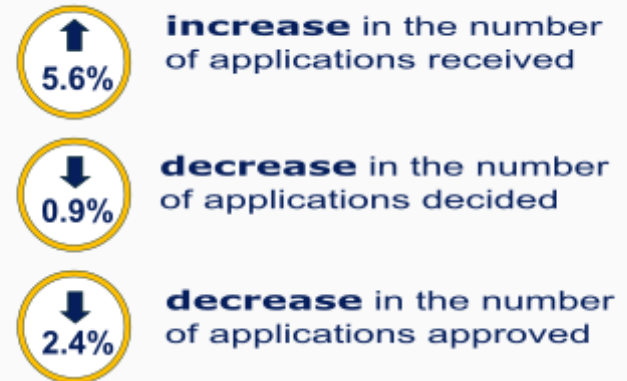 5.6%
increase in the number
of applications received
0.9%
decrease in the number
of applications decided
2.4%
decrease in the number
of applications approved